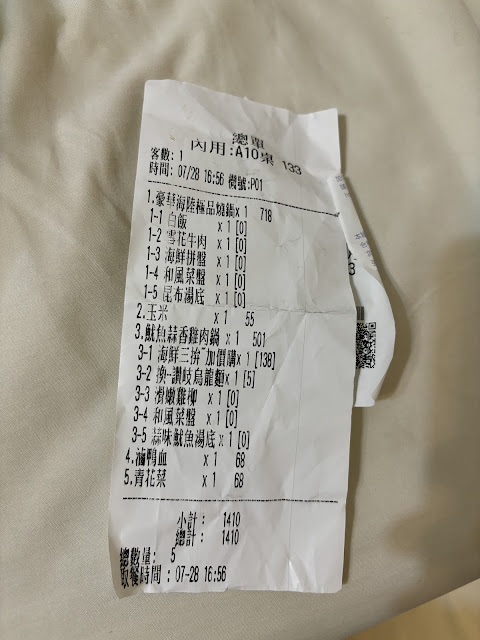 總單
內用:A10桌 133
客數: 1
時間: 07/28 16:56 機號:P01
1.豪華海陸極品燒鍋x 1 718
1-1 白飯 x 1 [0]
1-2 雪花牛肉 x 1 [0]
1-3 海鮮拼盤 x 1 [0]
1-4 和風菜盤 x 1 [0]
1-5 昆布湯底 x 1 [0]
2.玉米 x 1 55
3.魷魚蒜香雞肉鍋 x 1 501
3-1 海鮮三拚~加價購x 1 [138]
3-2 換--讚岐烏龍麵x 1 [5]
3-3 滑嫩雞柳 x 1 [0]
3-4 和風菜盤 x 1 [0]
3-5 蒜味魷魚湯底x 1 [0]
4.滷鴨血 x 1 68
5.青花菜 x 1 68
小計: 1410
總計: 1410
總數量: 5
取餐時間: 07-28 16:56